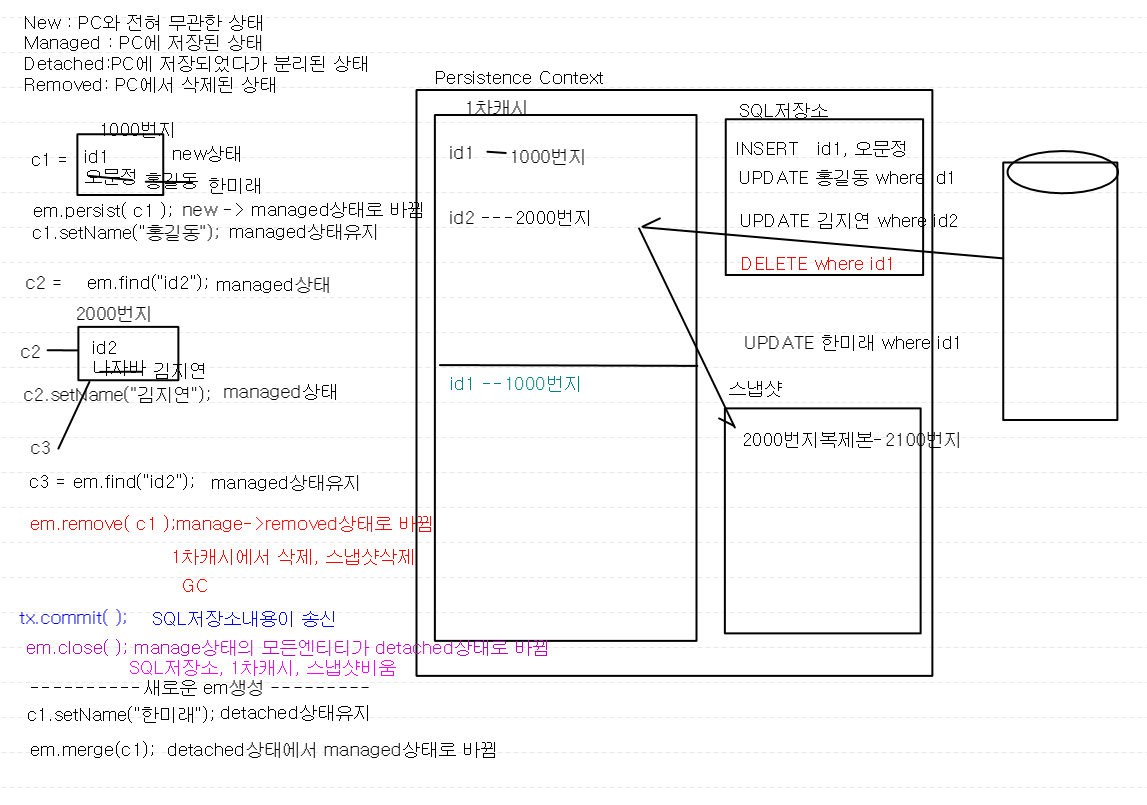 New : PC와 전혀 무관한 상태
Managed : PC에 저장된 상태
Detached:PC에 저장되었다가 분리된 상태
Removed: PC에서 삭제된 상태
1000번지
c1 =
id1
new상태
오문정 홍길동 한미래
em.persist( c1 ); new -> managed상태로 바뀜
c1.setName("홍길동"); managed상태유지
c2 = em.find("id2"); managed상태
2000번지
c2
id2
나자바 김지연
c2.setName("김지연"); managed상태
c3
c3 = em.find("id2"); managed상태유지
em.remove( c1 );manage->removed상태로 바뀜
1차캐시에서 삭제, 스냅샷삭제
GC
tx.commit( ); SQL저장소내용이 송신
em.close( ); manage상태의 모든엔티티가 detached상태로 바뀜
SQL저장소, 1차캐시, 스냅샷비움
---------- 새로운 em생성 ---------
c1.setName("한미래"); detached상태유지
em.merge(c1); detached상태에서 managed상태로 바뀜
Persistence Context
1차캐시
id1 1000번지
id2 ---2000번지
id1 --1000번지
SQL저장소
INSERT id1, 오문정
UPDATE 홍길동 where id1
UPDATE 김지연 where id2
DELETE where id1
UPDATE 한미래 where id1
스냅샷
2000번지복제본-2100번지